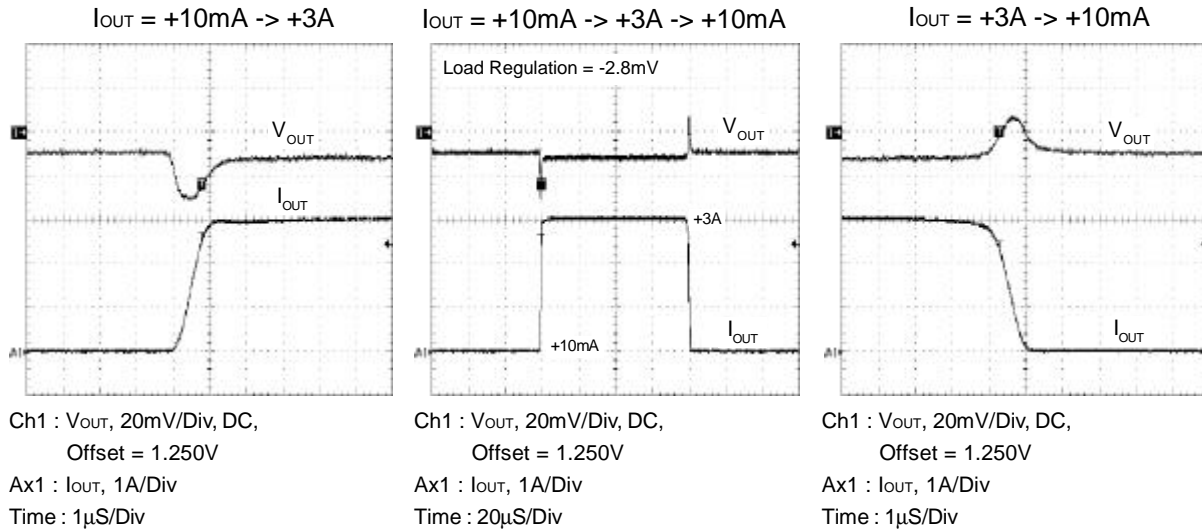 IOUT = +10mA -> +3A
VOUT
IOUT
Ch1 : VOUT, 20mV/Div, DC,
Offset = 1.250V
Ax1 : IOUT, 1A/Div
Time : 1μS/Div
IOUT = +10mA -> +3A -> +10mA
Load Regulation = -2.8mV
VOUT
+3A
+10mA
IOUT
Ch1 : VOUT, 20mV/Div, DC,
Offset = 1.250V
Ax1 : IOUT, 1A/Div
Time : 20μS/Div
IOUT = +3A -> +10mA
VOUT
IOUT
Ch1 : VOUT, 20mV/Div, DC,
Offset = 1.250V
Ax1 : IOUT, 1A/Div
Time : 1μS/Div